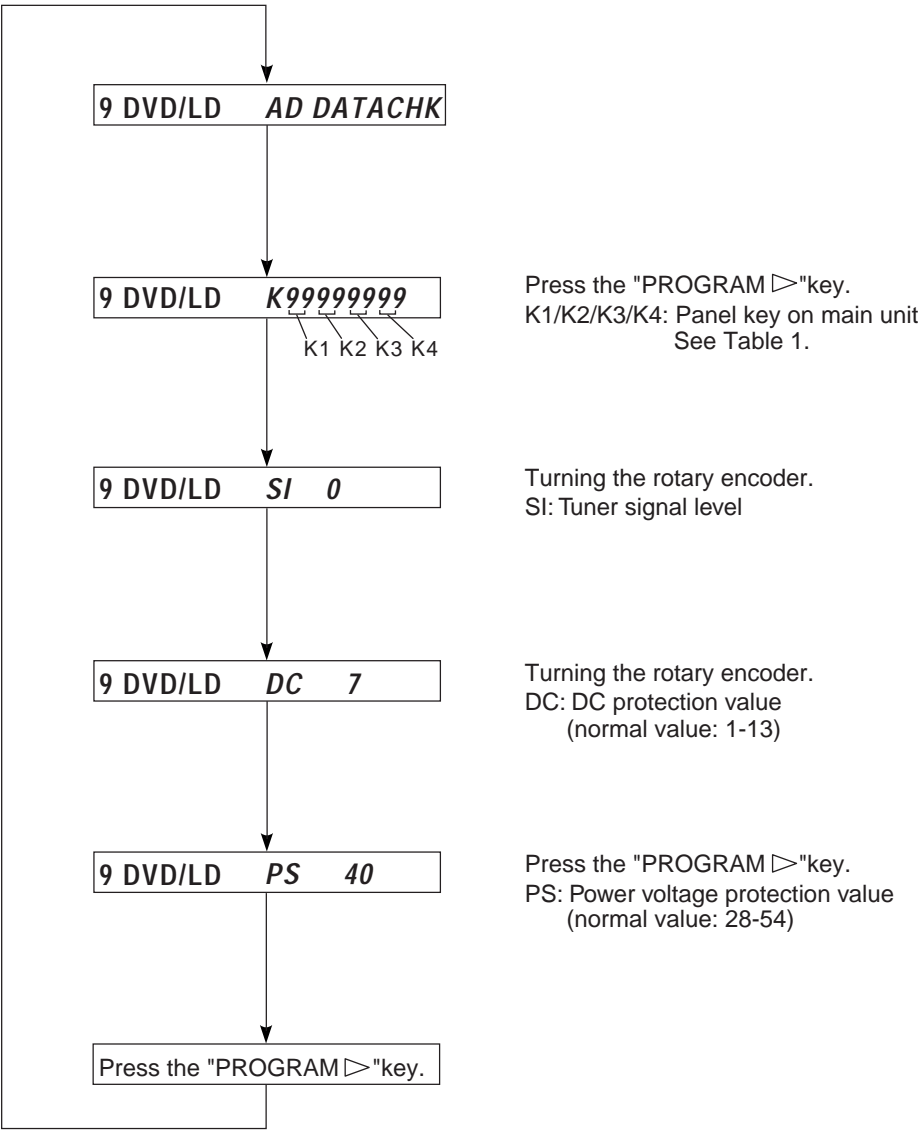 9 DVD/LD AD DATACHK
9 DVD/LD K99999999
K1 K2 K3 K4
Press the "PROGRAM ▷"key.
K1/K2/K3/K4: Panel key on main unit
See Table 1.
9 DVD/LD SI 0
Turning the rotary encoder.
SI: Tuner signal level
9 DVD/LD DC 7
Turning the rotary encoder.
DC: DC protection value
(normal value: 1-13)
9 DVD/LD PS 40
Press the "PROGRAM ▷"key.
PS: Power voltage protection value
(normal value: 28-54)
Press the "PROGRAM ▷"key.